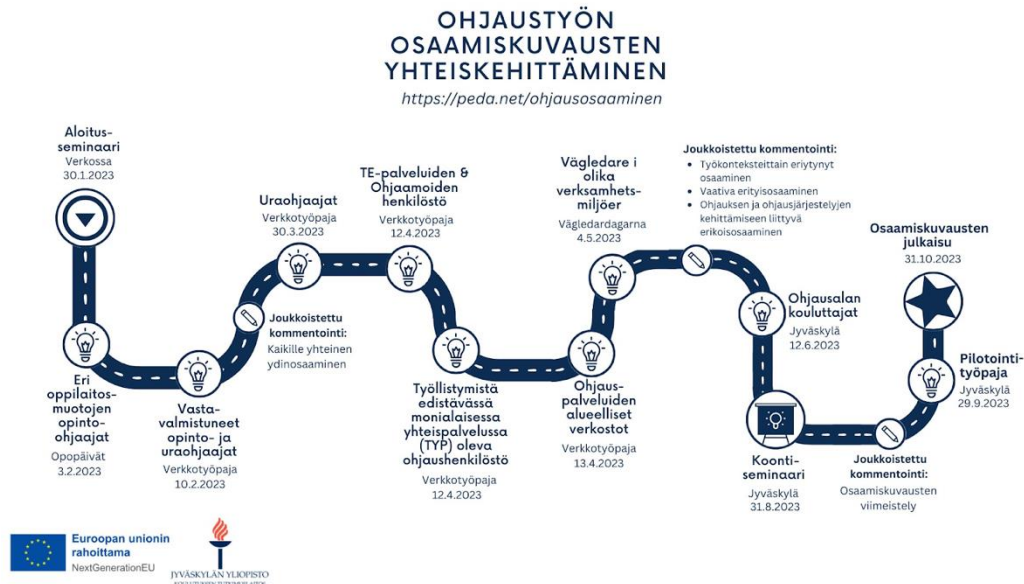 OHJAUSTYÖN
OSAAMISKUVAUSTEN
YHTEISKEHITTÄMINEN
https://peda.net/ohjausosaaminen
Aloitus-
seminaari
Verkossa
30.1.2023
Eri
oppilaitos-
muotojen
opinto-
ohjaajat
Opopäivät
3.2.2023
Vasta-
valmistuneet
opinto- ja
uraohjaajat
Verkkotyöpaja
10.2.2023
Joukkoistettu
kommentointi:
Kaikille yhteinen
ydinosaaminen
Uraohjaajat
Verkkotyöpaja
30.3.2023
TE-palveluiden &
Ohjaamoiden
henkilöstö
Verkkotyöpaja
12.4.2023
Työllistymistä
edistävässä
monialaisessa
yhteispalvelussa
(TYP) oleva
ohjaushenkilöstö
Verkkotyöpaja
12.4.2023
Ohjaus-
palveluiden
alueelliset
verkostot
Verkkotyöpaja
13.4.2023
Vägledare i
olika
verksamhets-
miljöer
Vägledardagarna
4.5.2023
Joukkoistettu kommentointi:
• Työkonteksteittain eriytynyt
osaaminen
• Vaativa erityisosaaminen
• Ohjauksen ja ohjausjärjestelyjen
kehittämiseen liittyvä
erikoisosaaminen
Ohjausalan
kouluttajat
Jyväskylä
12.6.2023
Koonti-
seminaari
Jyväskylä
31.8.2023
Joukkoistettu
kommentointi:
Osaamiskuvausten
viimeistely
Pilotointi-
työpaja
Jyväskylä
29.9.2023
Osaamiskuvausten
julkaisu
31.10.2023
Euroopan unionin
rahoittama
NextGenerationEU
JYVÄSKYLÄN YLIOPISTO
KOULUTUKSEN TUTKIMUSLAITOS